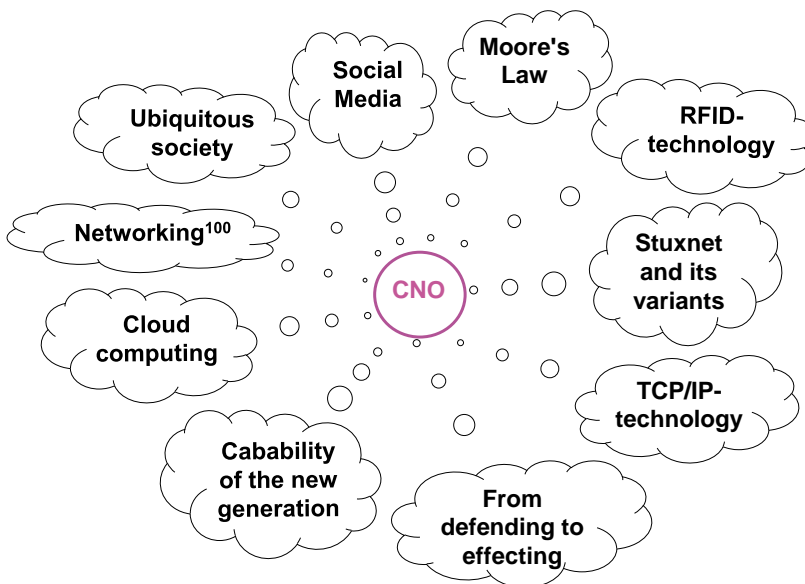 Social
Media
Moore's
Law
Ubiquitous
society
RFID-
technology
Networking¹⁰⁰
Stuxnet
and its
variants
CNO
Cloud
computing
TCP/IP-
technology
Cabability
of the new
generation
From
defending to
effecting